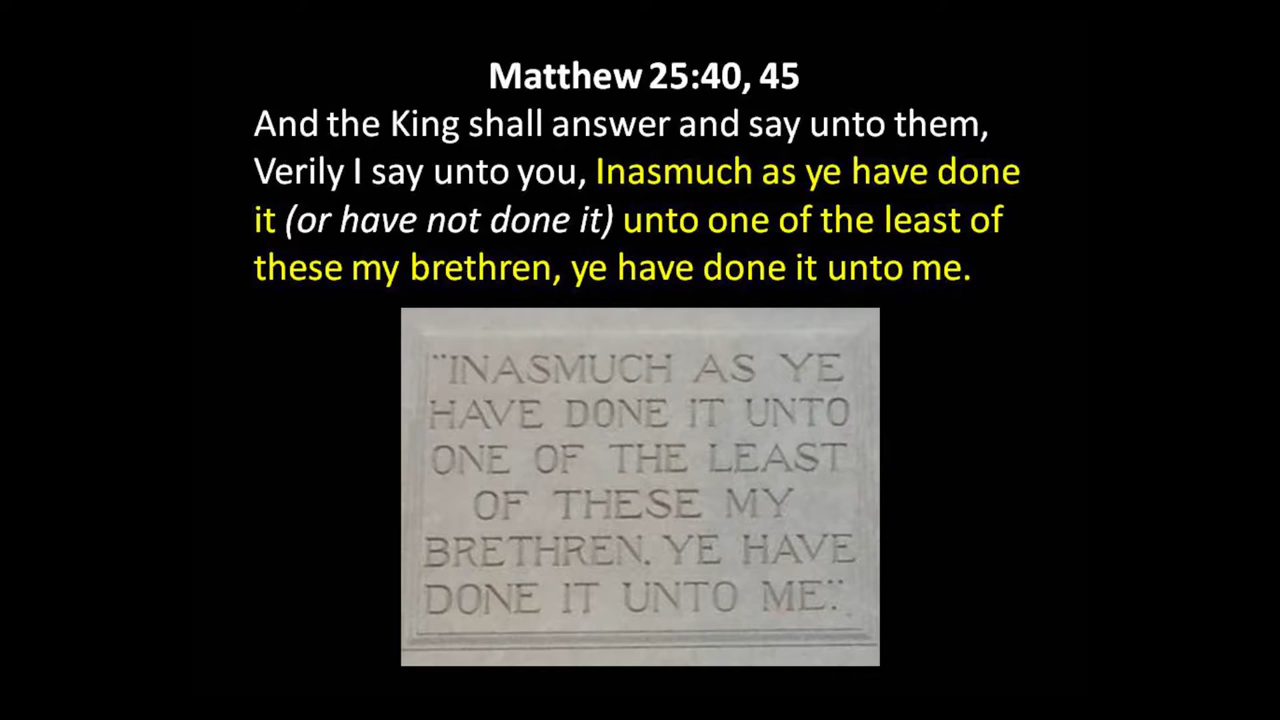 Matthew 25:40, 45
And the King shall answer and say unto them,
Verily I say unto you, Inasmuch as ye have done
it (or have not done it) unto one of the least of
these my brethren, ye have done it unto me.
"INASMUCH AS YE
HAVE DONE IT UNTO
ONE OF THE LEAST
OF THESE MY
BRETHREN. YE HAVE
DONE IT UNTO ME."